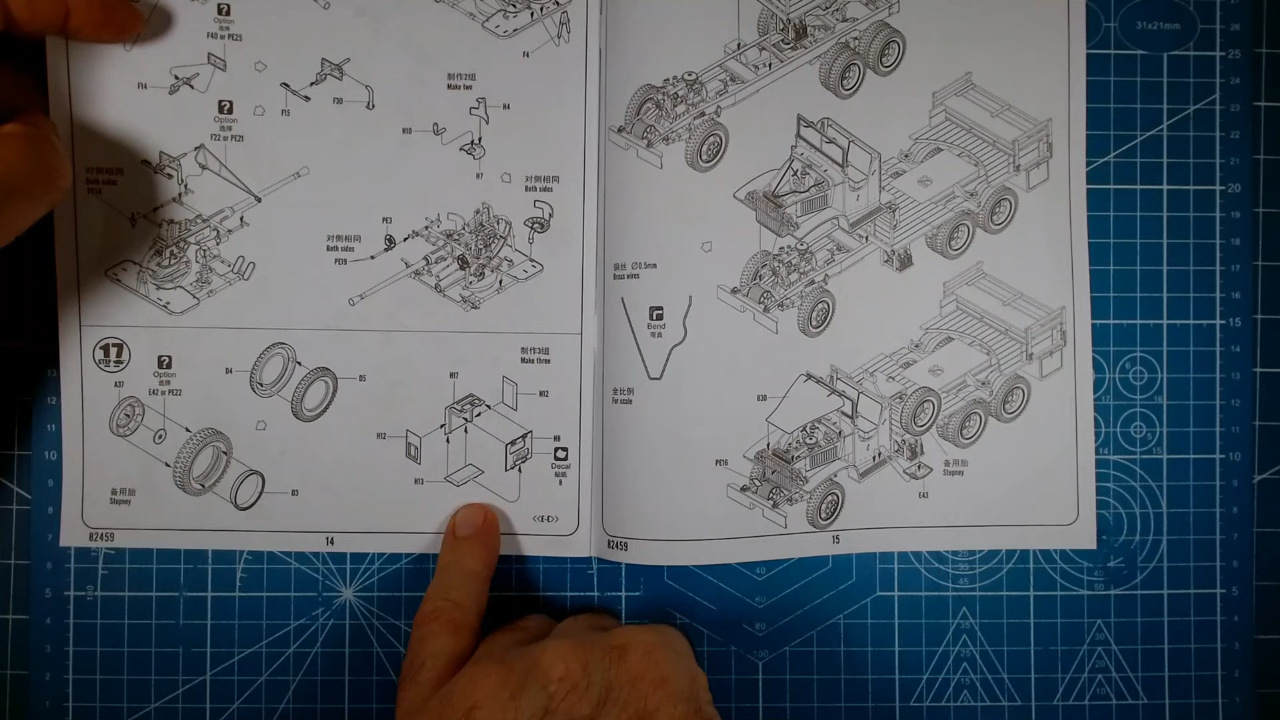 Option
选择
F40 or PE25
F14
F15
F30
Option
选择
F22 or PE21
对侧相同
Both sides
F4
制作2组
Make two
H4
H10
H7
对侧相同
Both sides
PE3
对侧相同
Both sides
PE19
17
STEP
Option
选择
A37
E42 or PE22
D4
D5
D3
备用胎
Stepney
制作3组
Make three
H17
H12
H12
H8
Decal
贴纸
8
H13
<<E-E>>
82459
14
铜丝 ∅0.5mm
Brass wires
Bend
弯曲
全比例
For scale
B30
PE16
备用胎
Stepney
E43
82459
15
31x21mm